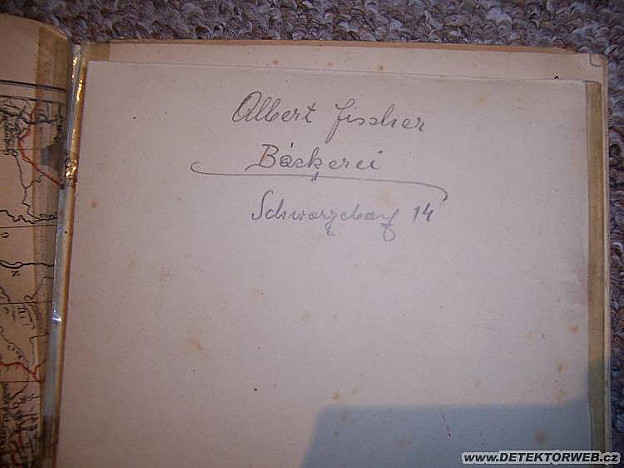 Albert Fischer
Bäckerei
14
www.DETEKTORWEB.cz